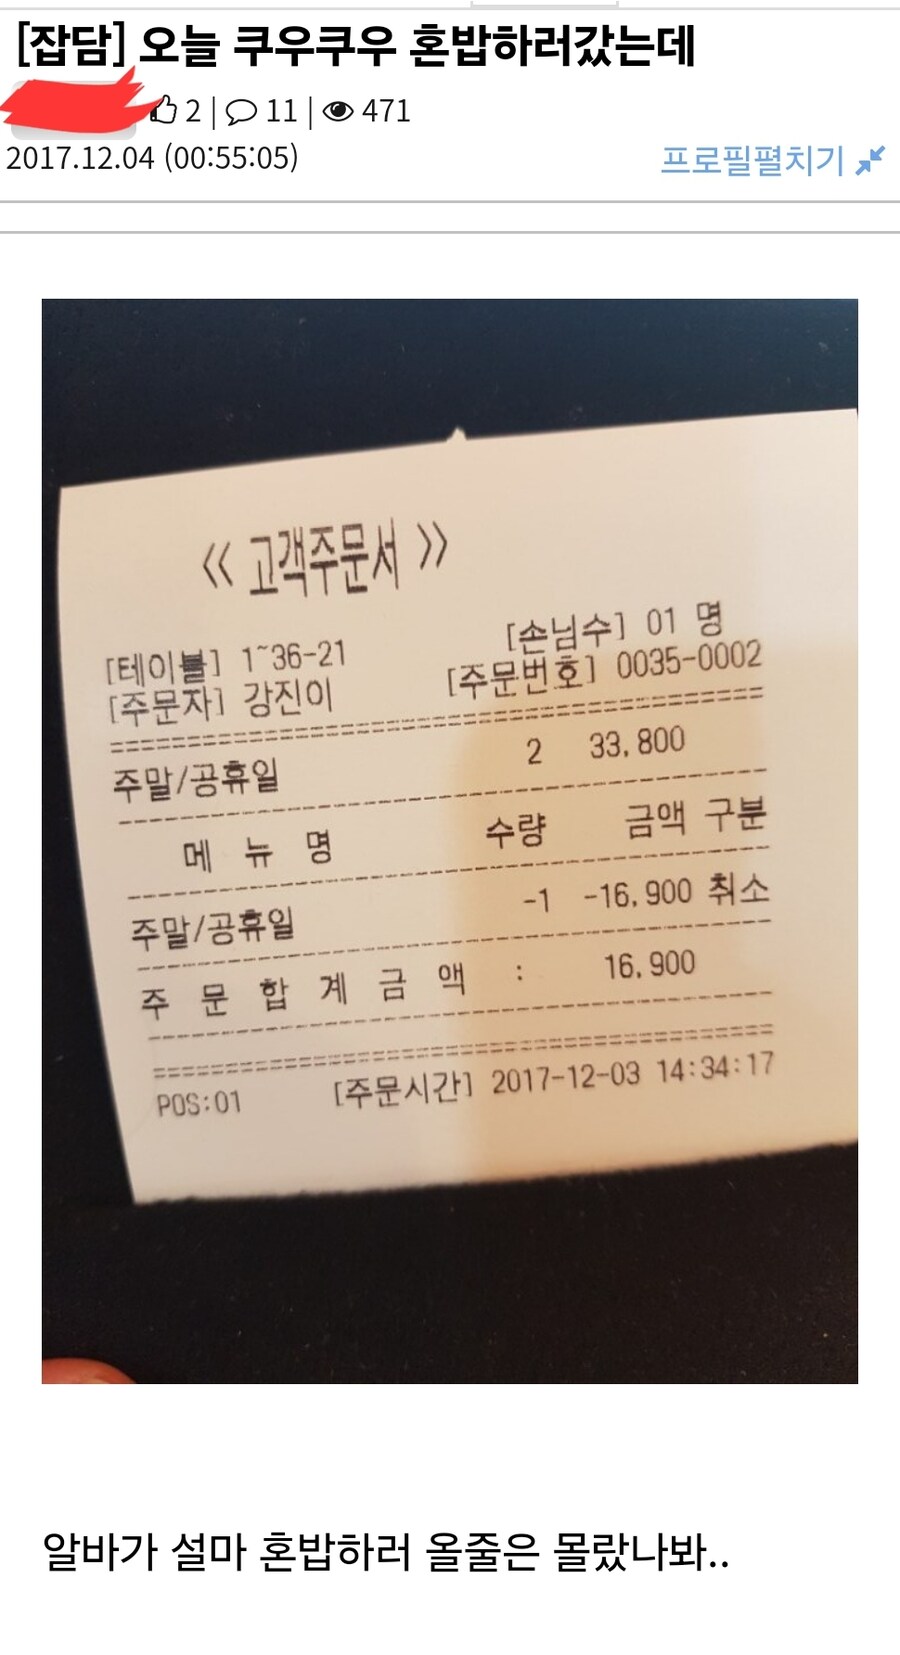 [잡담] 오늘 쿠우쿠우 혼밥하러갔는데
2 | 11 | 471
2017.12.04 (00:55:05) 프로필펼치기
<< 고객주문서 >>
[테이블] 1~36-21 [손님수] 01 명
[주문자] 강진이 [주문번호] 0035-0002
주말/공휴일 2 33,800
메 뉴 명 수량 금액 구분
주말/공휴일 -1 -16,900 취소
주 문 합 계 금 액 : 16,900
POS:01 [주문시간] 2017-12-03 14:34:17
알바가 설마 혼밥하러 올줄은 몰랐나봐..